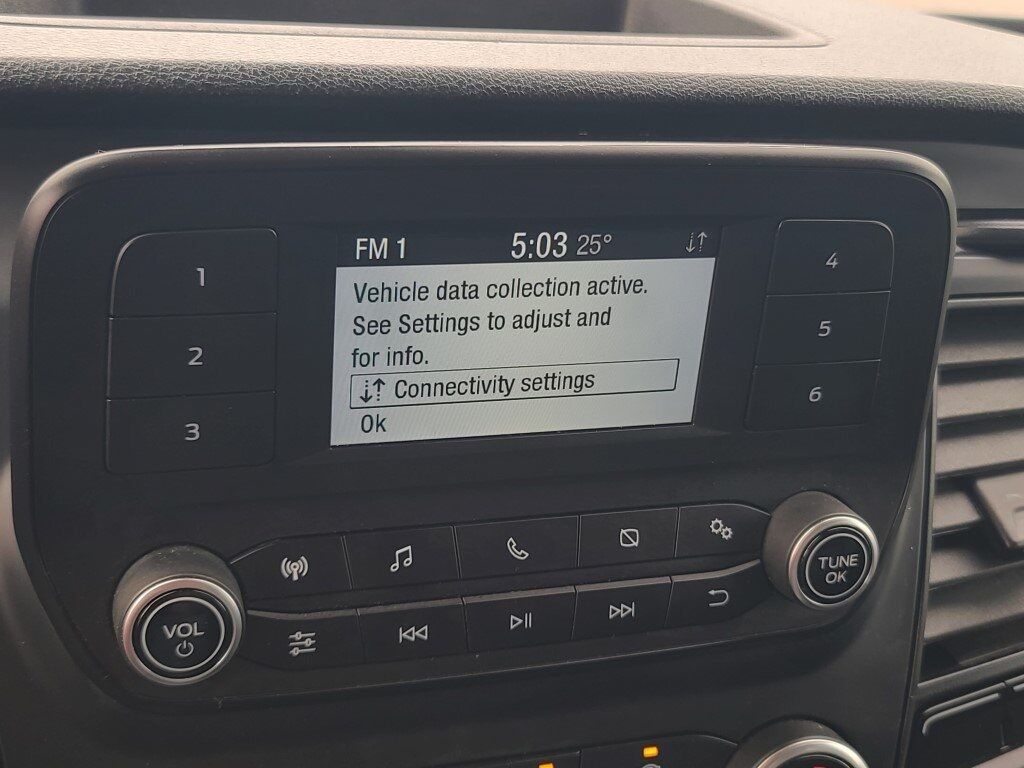 FM 1 5:03 25°
Vehicle data collection active.
See Settings to adjust and
for info.
Connectivity settings
Ok
1
2
3
4
5
6
VOL
TUNE
OK